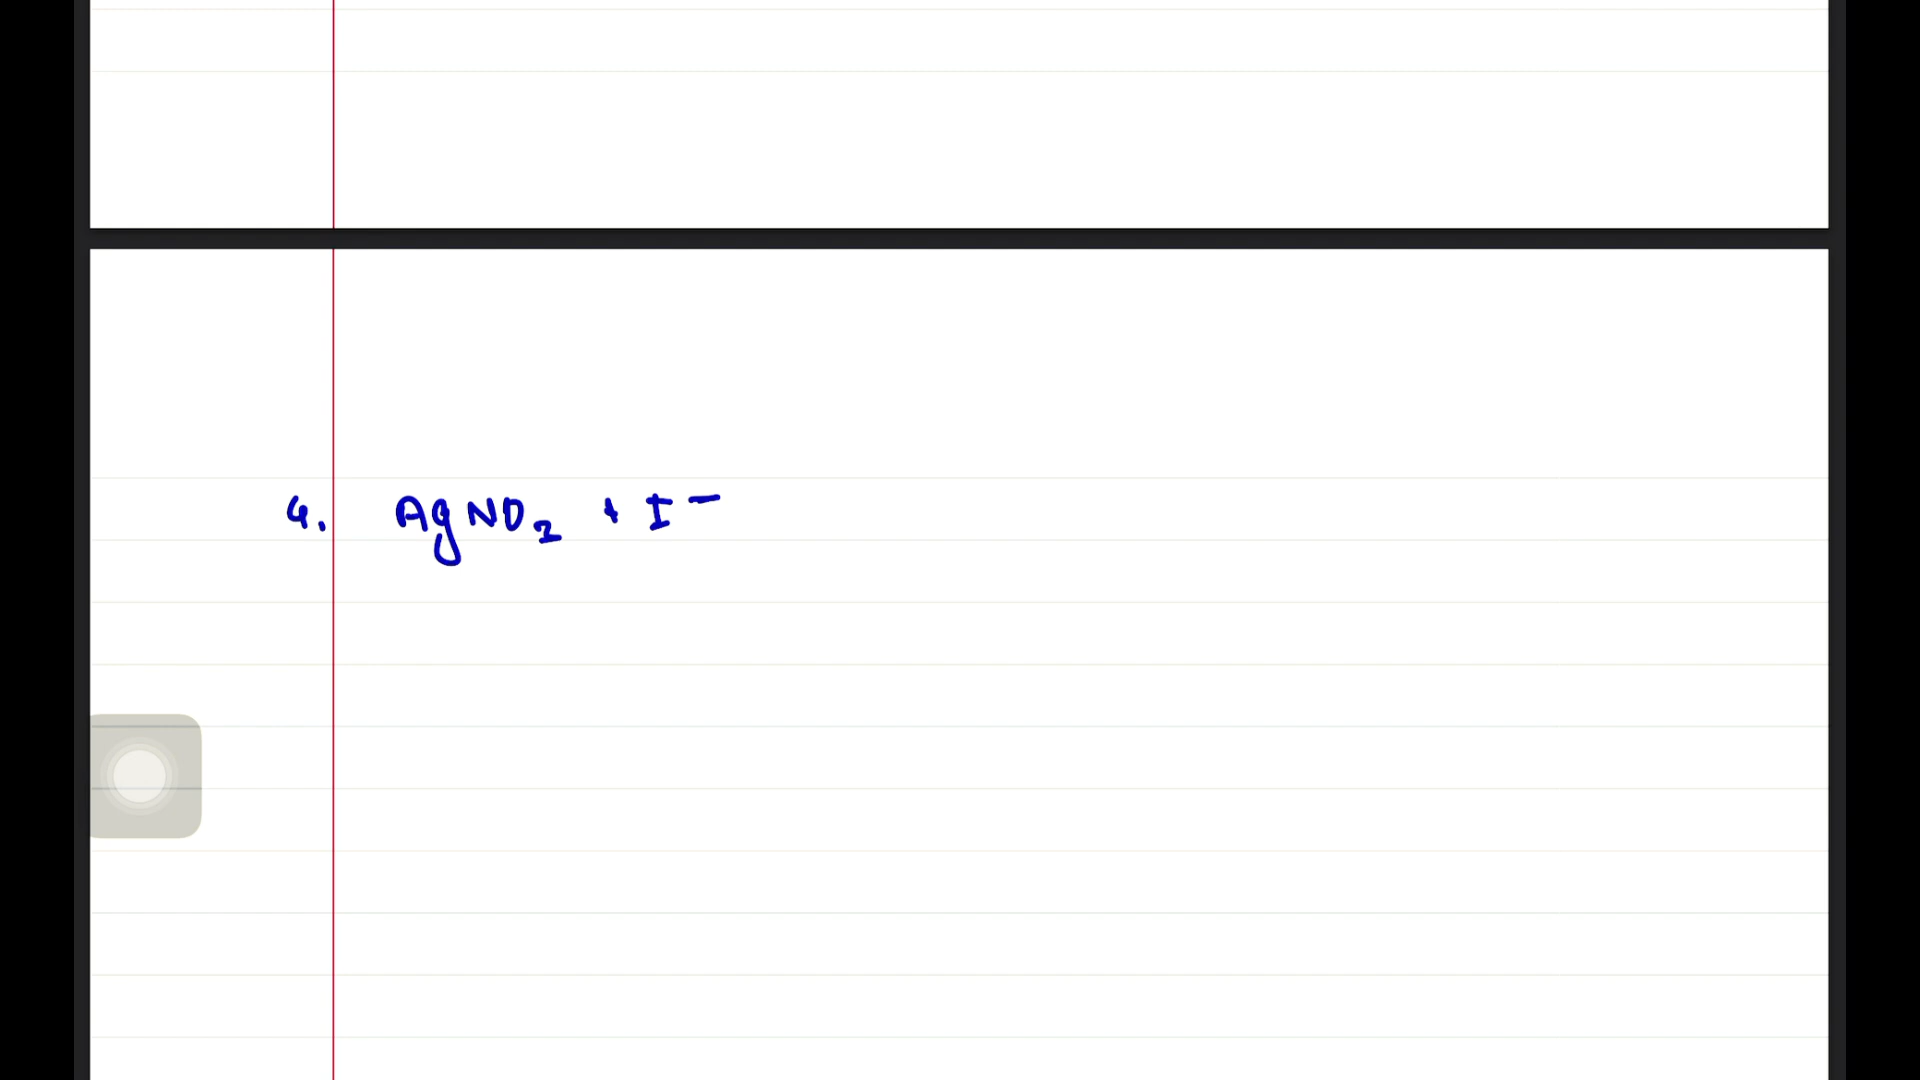 4. AgNO₂ + I⁻